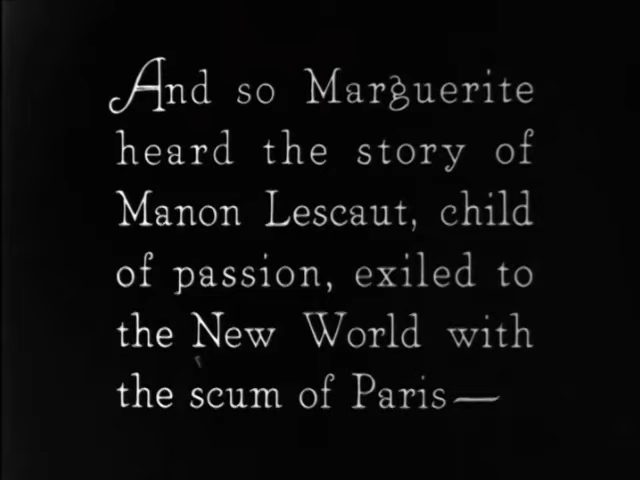 And so Marguerite
heard the story of
Manon Lescaut, child
of passion, exiled to
the New World with
the scum of Paris—